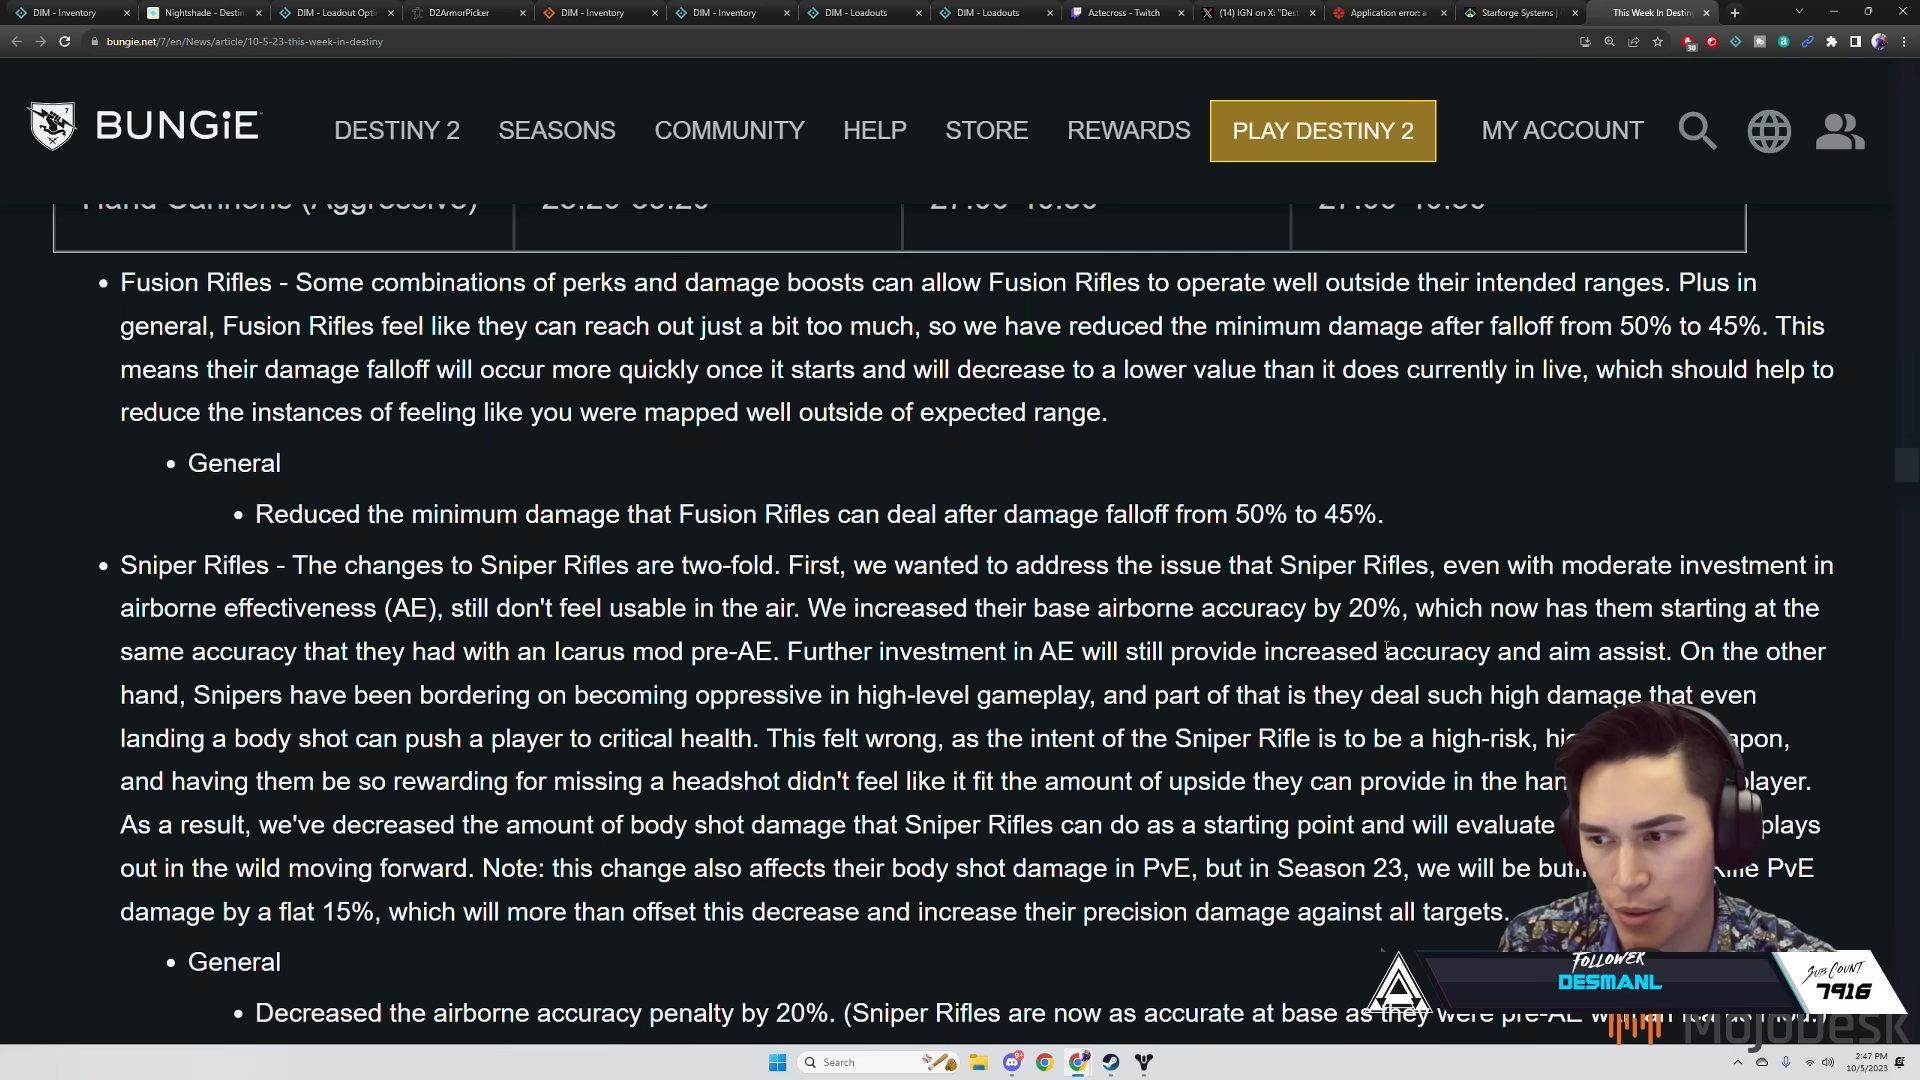 DIM - Inventory
Nightshade - Destin
DIM - Loadout Opti
D2ArmorPicker
DIM - Inventory
DIM - Inventory
DIM - Loadouts
DIM - Loadouts
Aztecross - Twitch
(14) IGN on X: "Dest
Application error: a
Starforge Systems |
This Week In Destin
bungie.net/7/en/News/article/10-5-23-this-week-in-destiny
BUNGiE
DESTINY 2
SEASONS
COMMUNITY
HELP
STORE
REWARDS
PLAY DESTINY 2
MY ACCOUNT
Hand Cannons (Aggressive)
• Fusion Rifles - Some combinations of perks and damage boosts can allow Fusion Rifles to operate well outside their intended ranges. Plus in
general, Fusion Rifles feel like they can reach out just a bit too much, so we have reduced the minimum damage after falloff from 50% to 45%. This
means their damage falloff will occur more quickly once it starts and will decrease to a lower value than it does currently in live, which should help to
reduce the instances of feeling like you were mapped well outside of expected range.
• General
• Reduced the minimum damage that Fusion Rifles can deal after damage falloff from 50% to 45%.
• Sniper Rifles - The changes to Sniper Rifles are two-fold. First, we wanted to address the issue that Sniper Rifles, even with moderate investment in
airborne effectiveness (AE), still don't feel usable in the air. We increased their base airborne accuracy by 20%, which now has them starting at the
same accuracy that they had with an Icarus mod pre-AE. Further investment in AE will still provide increased accuracy and aim assist. On the other
hand, Snipers have been bordering on becoming oppressive in high-level gameplay, and part of that is they deal such high damage that even
landing a body shot can push a player to critical health. This felt wrong, as the intent of the Sniper Rifle is to be a high-risk,
and having them be so rewarding for missing a headshot didn't feel like it fit the amount of upside they can provide in the player.
As a result, we've decreased the amount of body shot damage that Sniper Rifles can do as a starting point and will evaluate plays
out in the wild moving forward. Note: this change also affects their body shot damage in PvE, but in Season 23, we will be PvE
damage by a flat 15%, which will more than offset this decrease and increase their precision damage against all targets.
• General
• Decreased the airborne accuracy penalty by 20%. (Sniper Rifles are now as accurate at base as they were pre-AE with an Icarus mod.)
FOLLOWER
DESMANL
SUB COUNT
7916
MojoDesk
Search
2:47 PM
10/5/2023